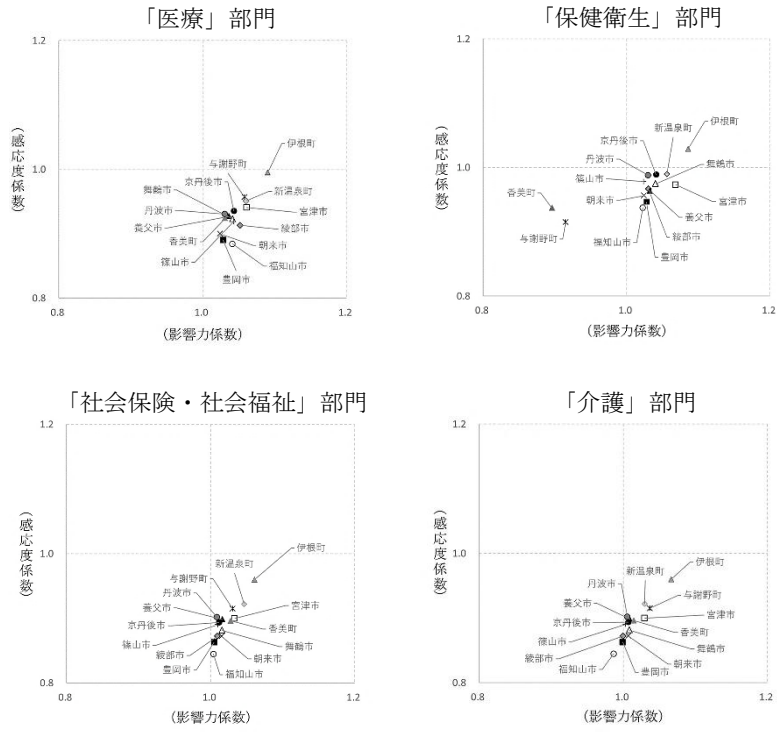 「医療」部門
1.2
1.0
0.8
0.8
1.0
1.2
(感応度係数)
(影響力係数)
伊根町
与謝野町
京丹後市
新温泉町
舞鶴市
宮津市
丹波市
養父市
綾部市
香美町
朝来市
篠山市
福知山市
豊岡市
「保健衛生」部門
1.2
1.0
0.8
0.8
1.0
1.2
(感応度係数)
(影響力係数)
伊根町
新温泉町
京丹後市
丹波市
舞鶴市
篠山市
香美町
朝来市
宮津市
養父市
与謝野町
綾部市
福知山市
豊岡市
「社会保険・社会福祉」部門
1.2
1.0
0.8
0.8
1.0
1.2
(感応度係数)
(影響力係数)
伊根町
新温泉町
与謝野町
丹波市
養父市
宮津市
京丹後市
香美町
篠山市
舞鶴市
綾部市
朝来市
豊岡市
福知山市
「介護」部門
1.2
1.0
0.8
0.8
1.0
1.2
(感応度係数)
(影響力係数)
伊根町
新温泉町
丹波市
与謝野町
養父市
宮津市
京丹後市
香美町
篠山市
舞鶴市
綾部市
朝来市
福知山市
豊岡市